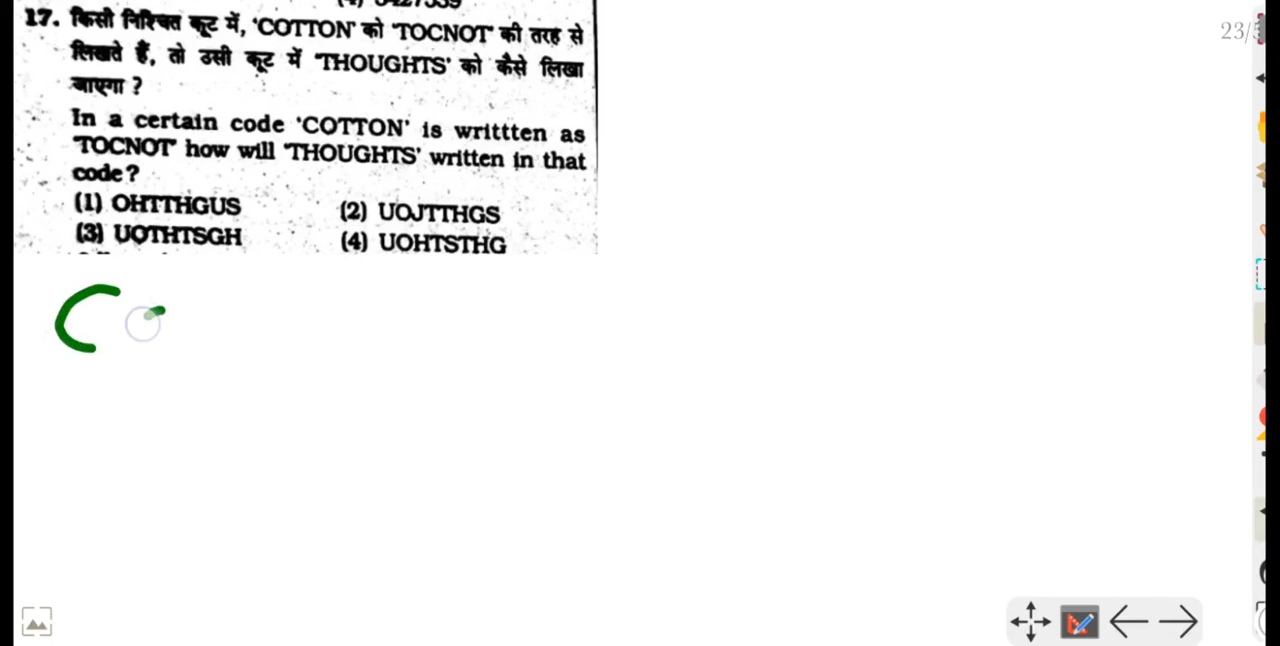 17. किसी निश्चित कूट में, 'COTTON' को 'TOCNOT' की तरह से
लिखते हैं, तो उसी कूट में 'THOUGHTS' को कैसे लिखा
जाएगा ?
In a certain code 'COTTON' is writtten as
'TOCNOT' how will 'THOUGHTS' written in that
code?
(1) OHTTHGUS (2) UOJTTHGS
(3) UOTHTSGH (4) UOHTSTHG
C
23/